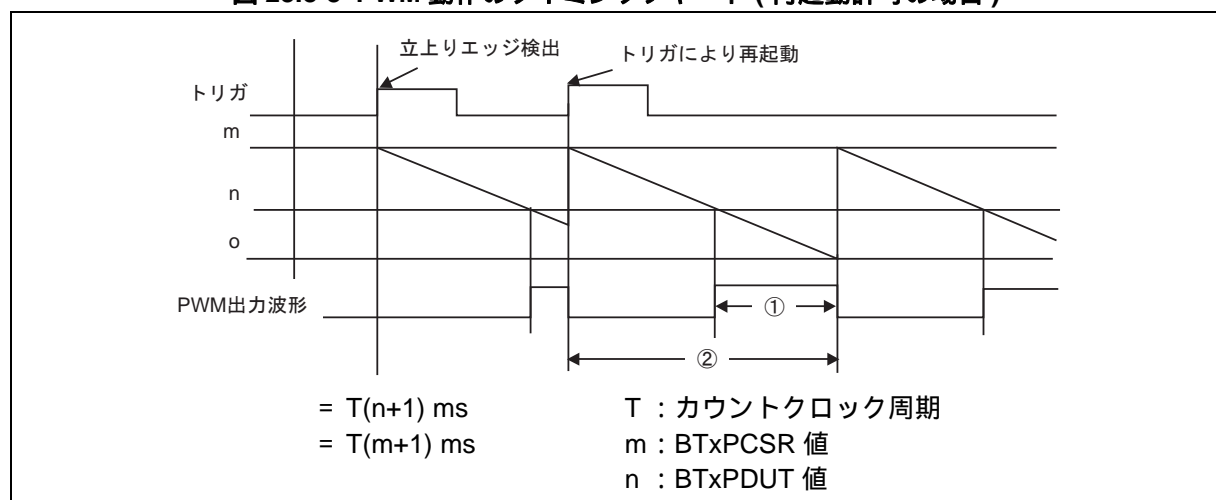 立上りエッジ検出
トリガにより再起動
トリガ
m
n
o
PWM出力波形
①
②
= T(n+1) ms
= T(m+1) ms
T ：カウントクロック周期
m：BTxPCSR 値
n ：BTxPDUT 値